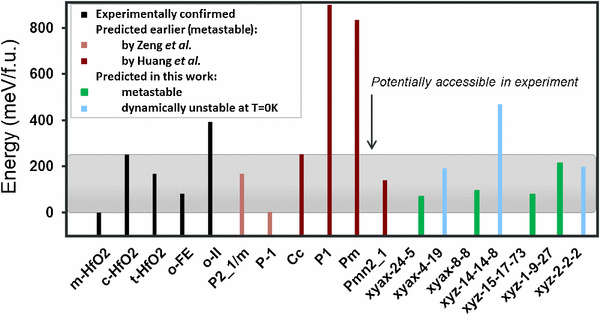 Energy (meV/f.u.)
800
600
400
200
0
Experimentally confirmed
Predicted earlier (metastable):
by Zeng et al.
by Huang et al.
Predicted in this work:
metastable
dynamically unstable at T=0K
Potentially accessible in experiment
m-HfO2
c-HfO2
t-HfO2
o-FE
o-II
P2_1/m
P-1
Cc
P1
Pm
Pmn2_1
xyax-24-5
xyax-4-19
xyax-8-8
xyz-14-14-8
xyz-15-17-73
xyz-1-9-27
xyz-2-2-2